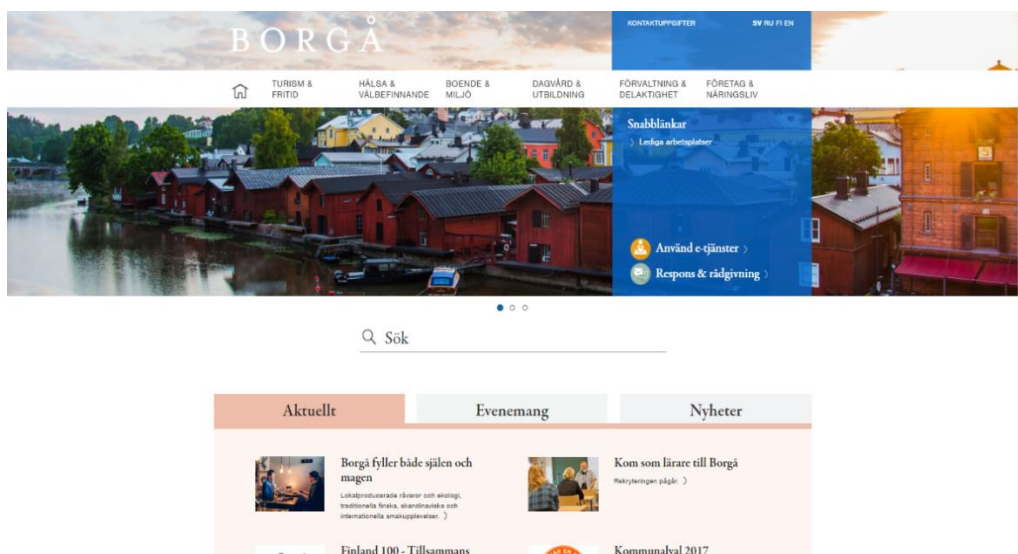 BORGÅ
KONTAKTUPPGIFTER
SV RU FI EN
TURISM &
FRITID
HÄLSA &
VÄLBEFINNANDE
BOENDE &
MILJÖ
DAGVÅRD &
UTBILDNING
FÖRVALTNING &
DELAKTIGHET
FÖRETAG &
NÄRINGSLIV
Snabblänkar
Lediga arbetsplatser
Använd e-tjänster
Respons & rådgivning
Sök
Aktuellt
Evenemang
Nyheter
Borgå fyller både själen och
magen
Lokalproducerade råvaror och ekologi,
traditionella finska, skandinaviska och
internationella smakupplevelser.
Kom som lärare till Borgå
Rekryteringen pågår.
Finland 100 - Tillsammans
Kommunalval 2017